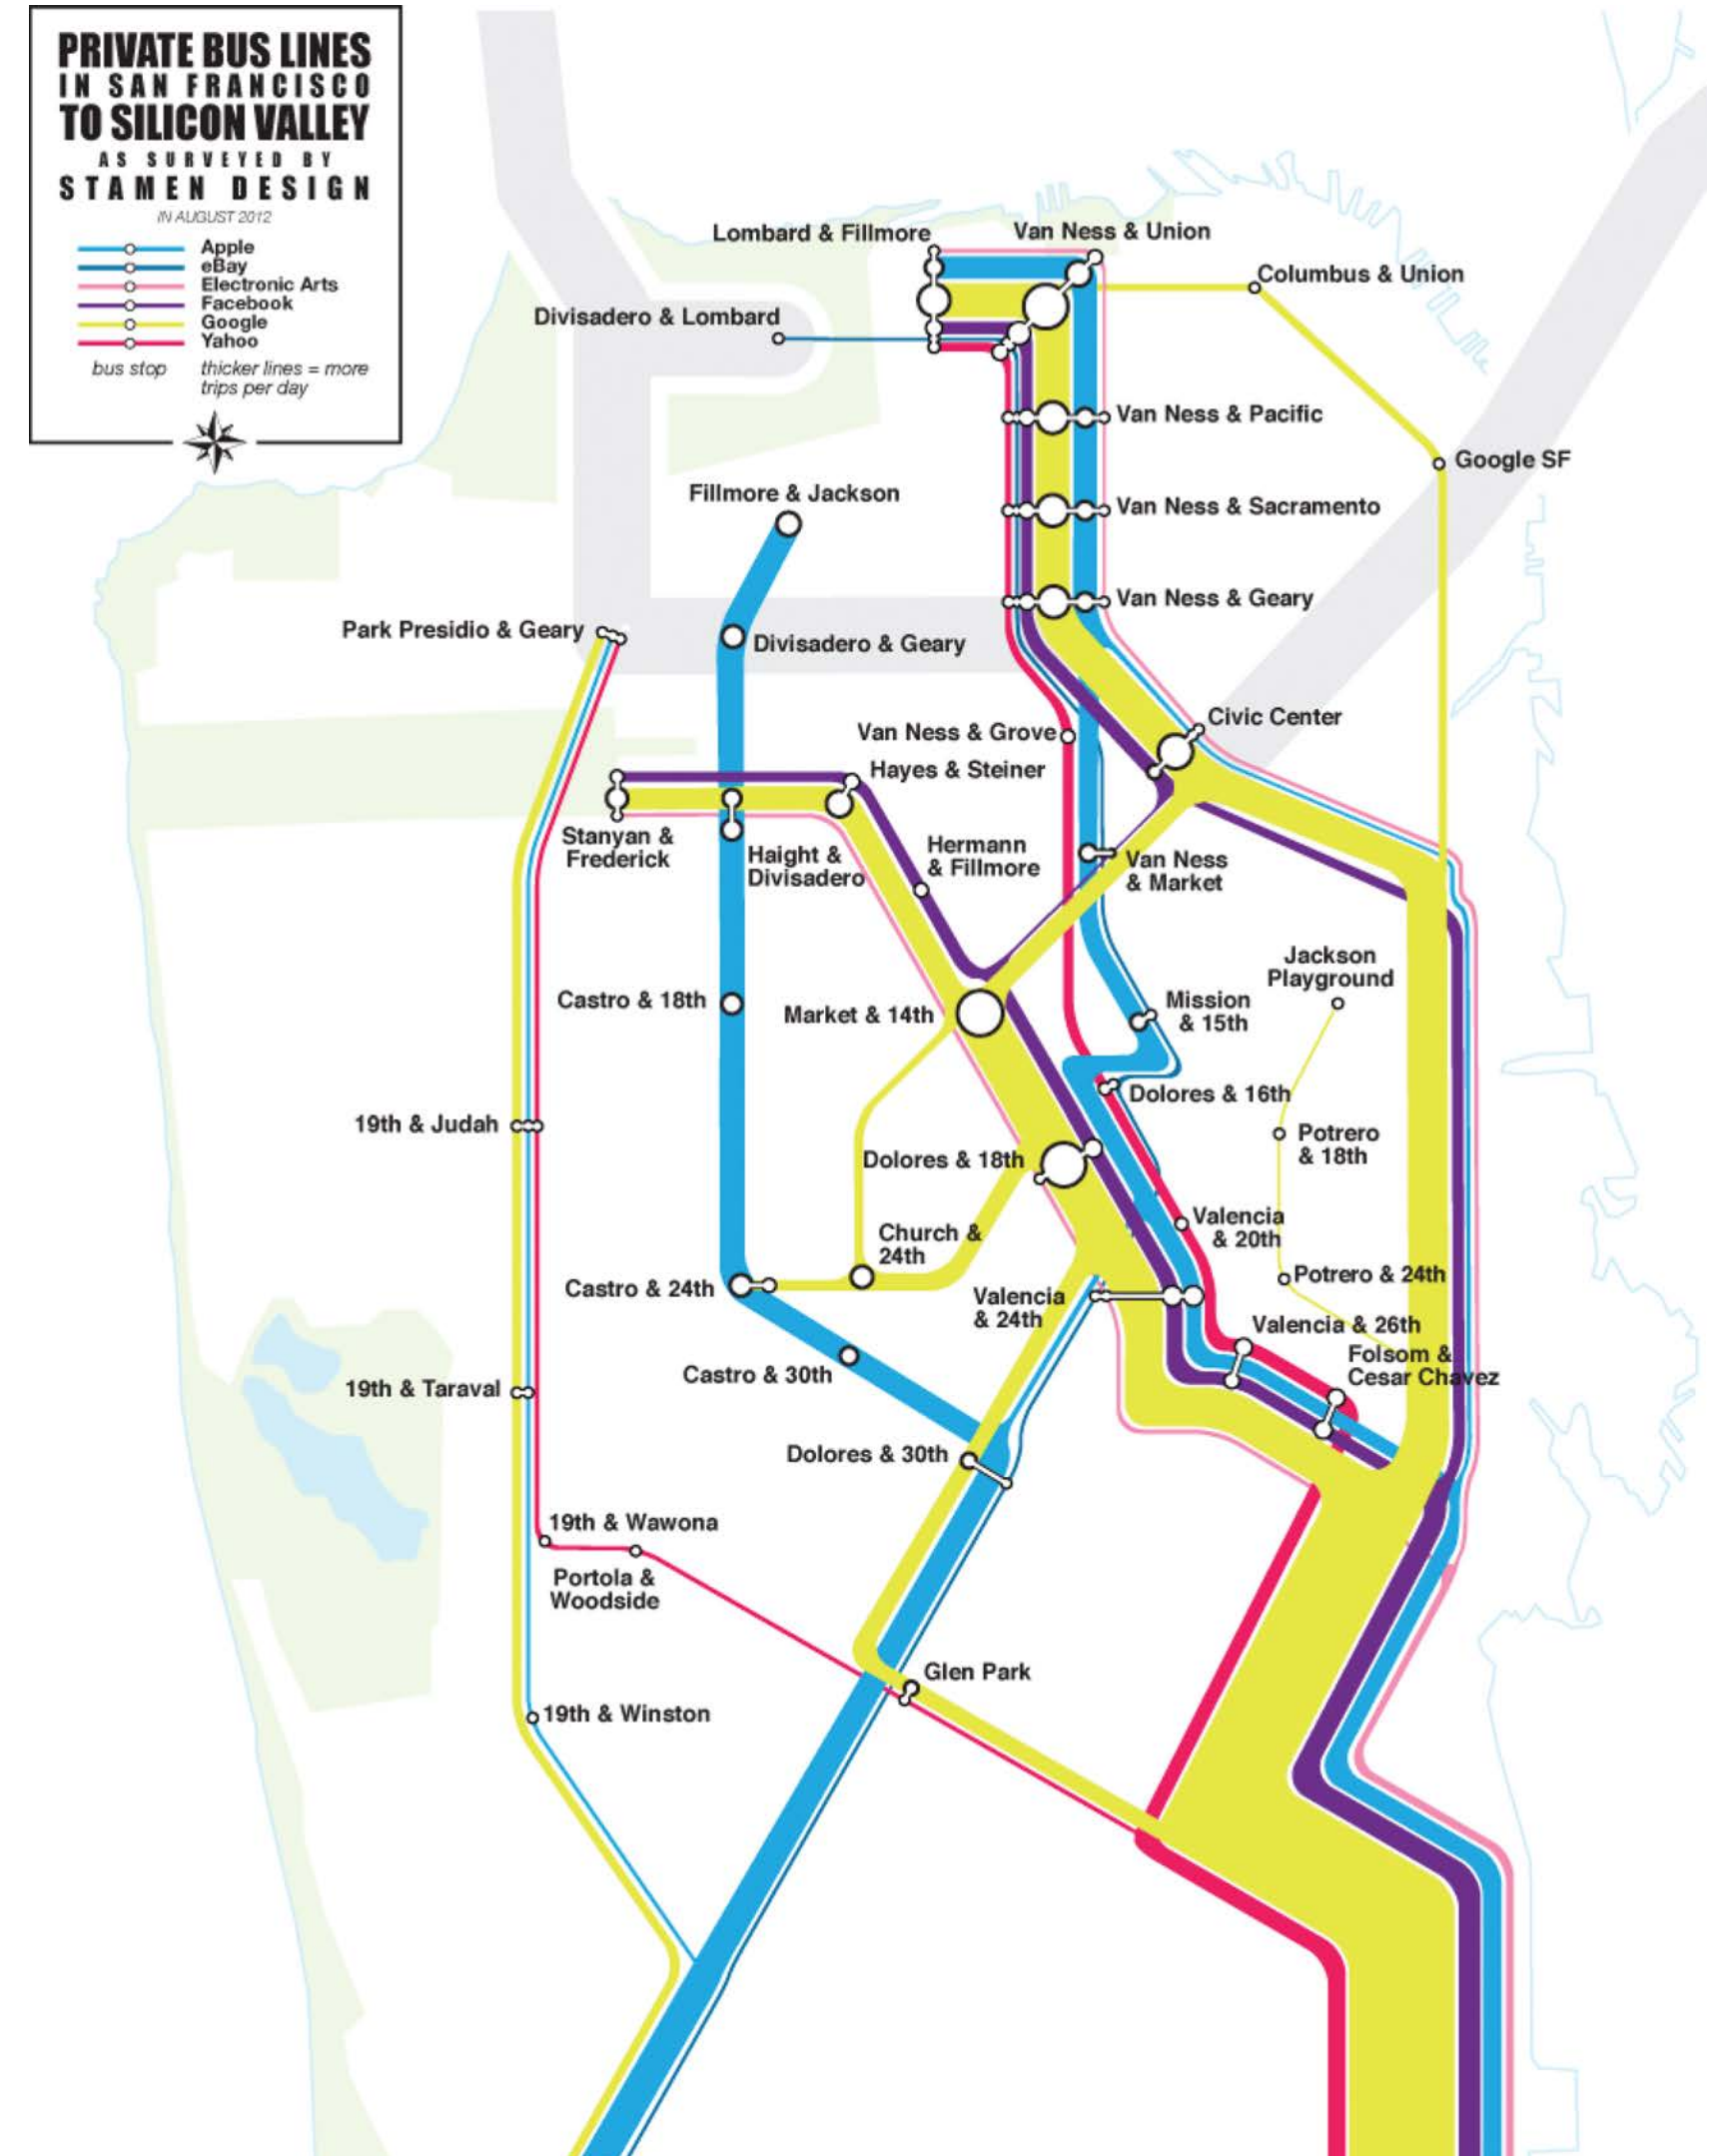 PRIVATE BUS LINES
IN SAN FRANCISCO
TO SILICON VALLEY
AS SURVEYED BY
STAMEN DESIGN
IN AUGUST 2012
Apple
eBay
Electronic Arts
Facebook
Google
Yahoo
bus stop
thicker lines = more
trips per day
Lombard & Fillmore
Van Ness & Union
Columbus & Union
Divisadero & Lombard
Van Ness & Pacific
Google SF
Fillmore & Jackson
Van Ness & Sacramento
Van Ness & Geary
Park Presidio & Geary
Divisadero & Geary
Civic Center
Van Ness & Grove
Hayes & Steiner
Stanyan &
Frederick
Haight &
Divisadero
Hermann
& Fillmore
Van Ness
& Market
Jackson
Playground
Castro & 18th
Market & 14th
Mission
& 15th
Dolores & 16th
19th & Judah
Potrero
& 18th
Dolores & 18th
Valencia
& 20th
Church &
24th
Castro & 24th
Potrero & 24th
Valencia
& 24th
Valencia & 26th
Folsom &
Cesar Chavez
Castro & 30th
19th & Taraval
Dolores & 30th
19th & Wawona
Portola &
Woodside
Glen Park
19th & Winston